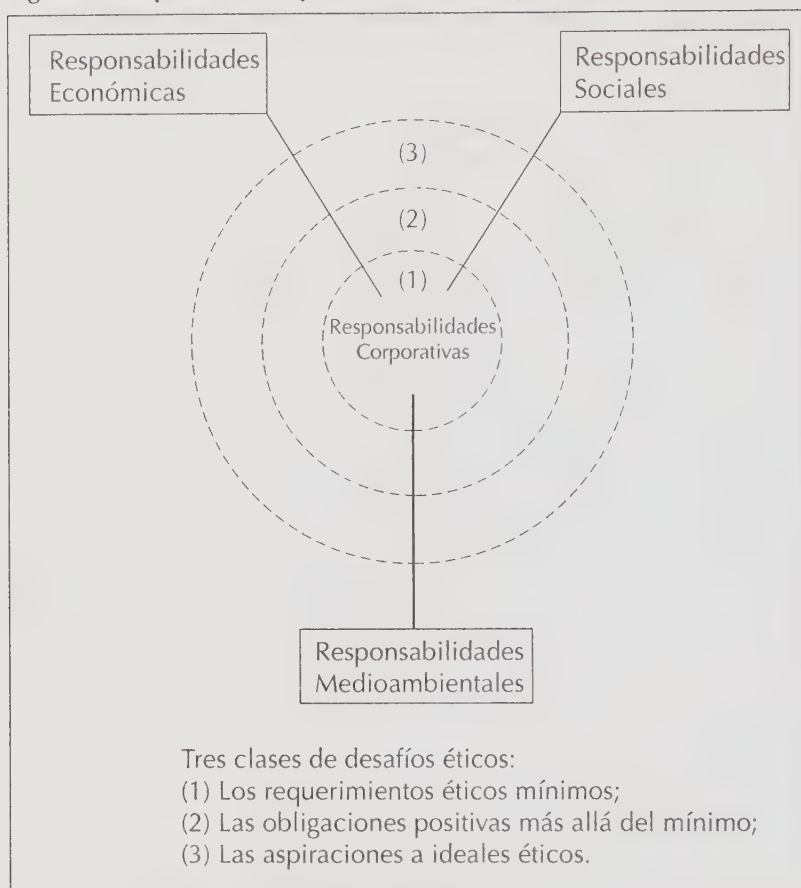 Responsabilidades
Económicas
Responsabilidades
Sociales
(3)
(2)
(1)
Responsabilidades
Corporativas
Responsabilidades
Medioambientales
Tres clases de desafíos éticos:
(1) Los requerimientos éticos mínimos;
(2) Las obligaciones positivas más allá del mínimo;
(3) Las aspiraciones a ideales éticos.